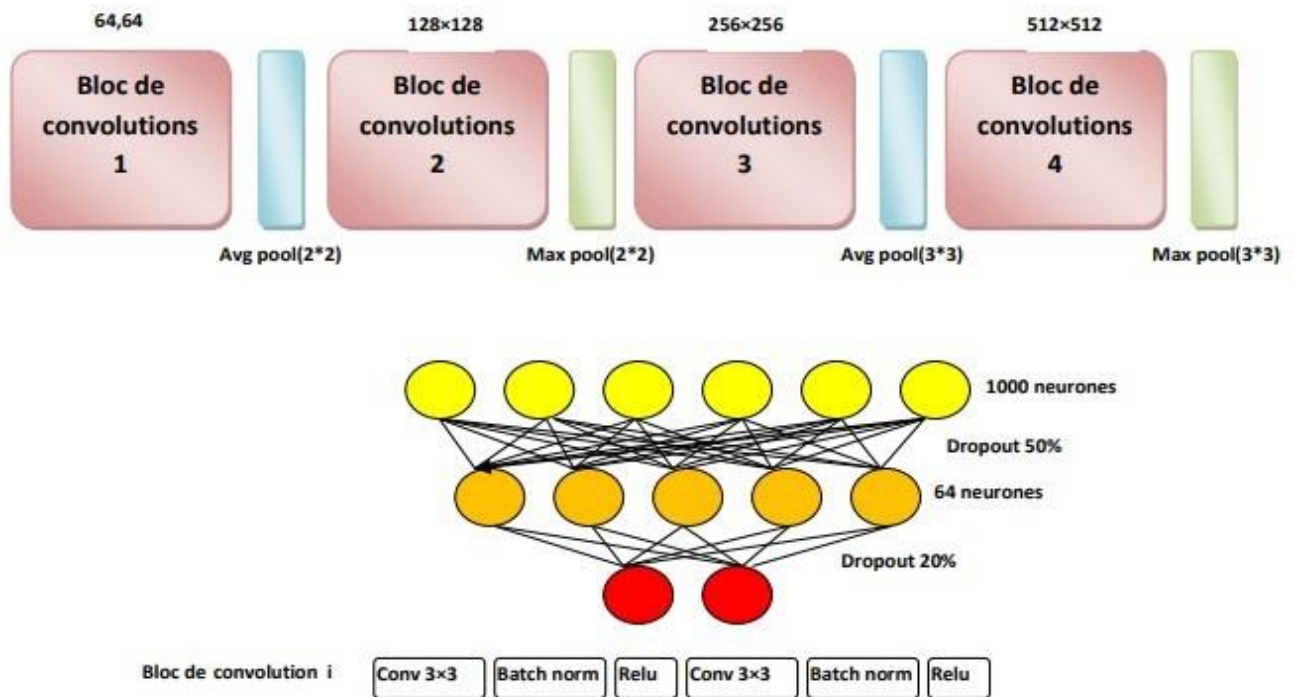 64,64 128×128 256×256 512×512
Bloc de convolutions 1
Bloc de convolutions 2
Bloc de convolutions 3
Bloc de convolutions 4
Avg pool(2*2) Max pool(2*2) Avg pool(3*3) Max pool(3*3)
1000 neurones
Dropout 50%
64 neurones
Dropout 20%
Bloc de convolution i Conv 3×3 Batch norm Relu Conv 3×3 Batch norm Relu